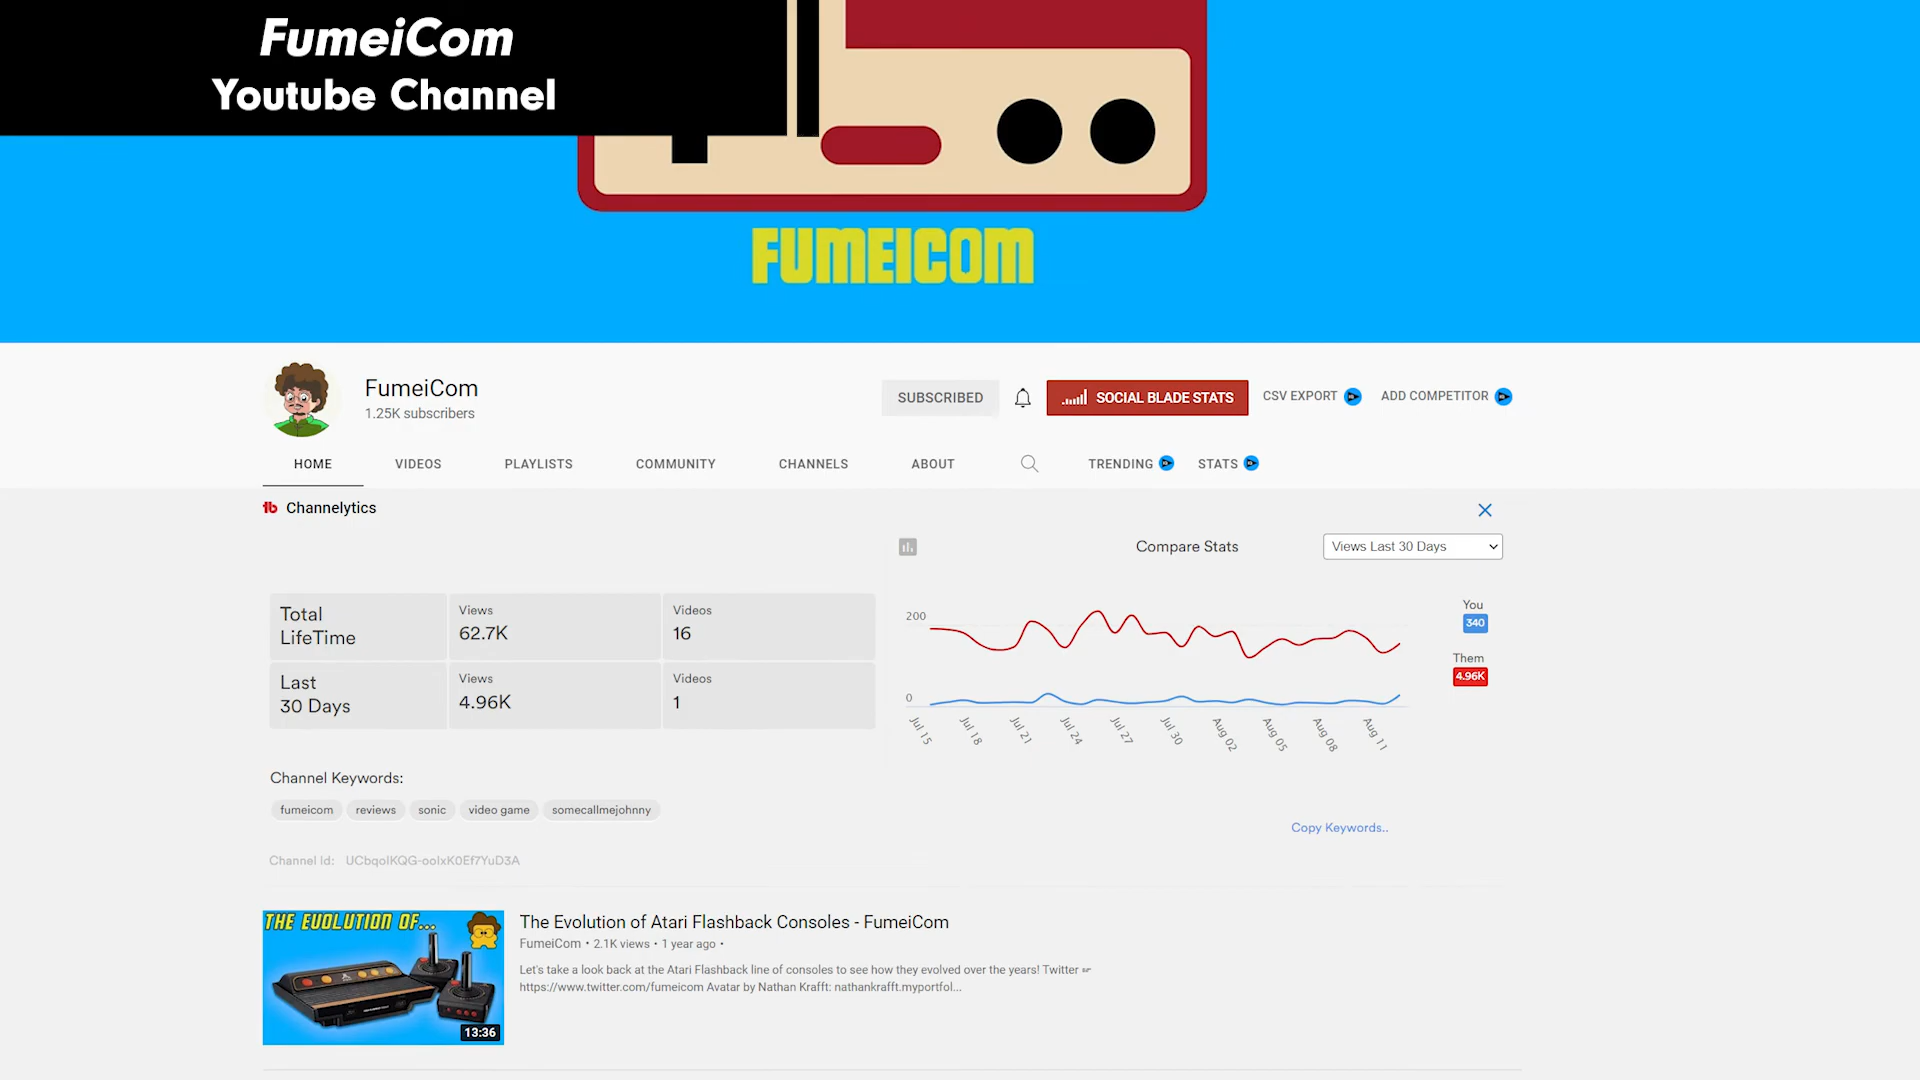 FumeiCom
Youtube Channel
FUMEICOM
FumeiCom
1.25K subscribers
SUBSCRIBED
SOCIAL BLADE STATS
CSV EXPORT
ADD COMPETITOR
HOME
VIDEOS
PLAYLISTS
COMMUNITY
CHANNELS
ABOUT
TRENDING
STATS
tb Channelytics
Compare Stats
Views Last 30 Days
Total
LifeTime
Views
62.7K
Videos
16
Last
30 Days
Views
4.96K
Videos
1
200
0
Jul 15
Jul 18
Jul 21
Jul 24
Jul 27
Jul 30
Aug 02
Aug 05
Aug 08
Aug 11
You
340
Them
4.96K
Channel Keywords:
fumeicom
reviews
sonic
video game
somecallmejohnny
Copy Keywords..
Channel Id:
THE EVOLUTION OF...
13:36
The Evolution of Atari Flashback Consoles - FumeiCom
FumeiCom • 2.1K views • 1 year ago •
Let's take a look back at the Atari Flashback line of consoles to see how they evolved over the years! Twitter ☞
https://www.twitter.com/fumeicom Avatar by Nathan Krafft: nathankrafft.myportfol...